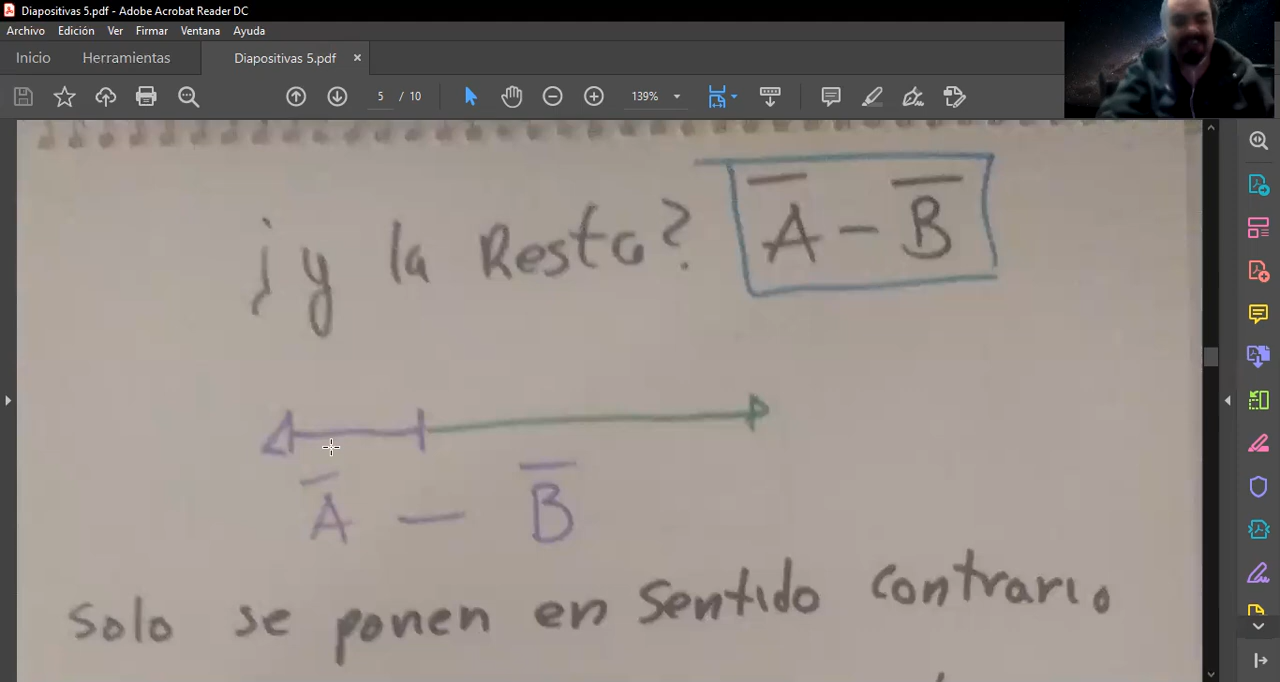 Diapositivas 5.pdf - Adobe Acrobat Reader DC
Archivo Edición Ver Firmar Ventana Ayuda
Inicio Herramientas Diapositivas 5.pdf ×
5 / 10 139%
¡y la Resta? A̅ - B̅
A̅ - B̅
Solo se ponen en sentido contrario